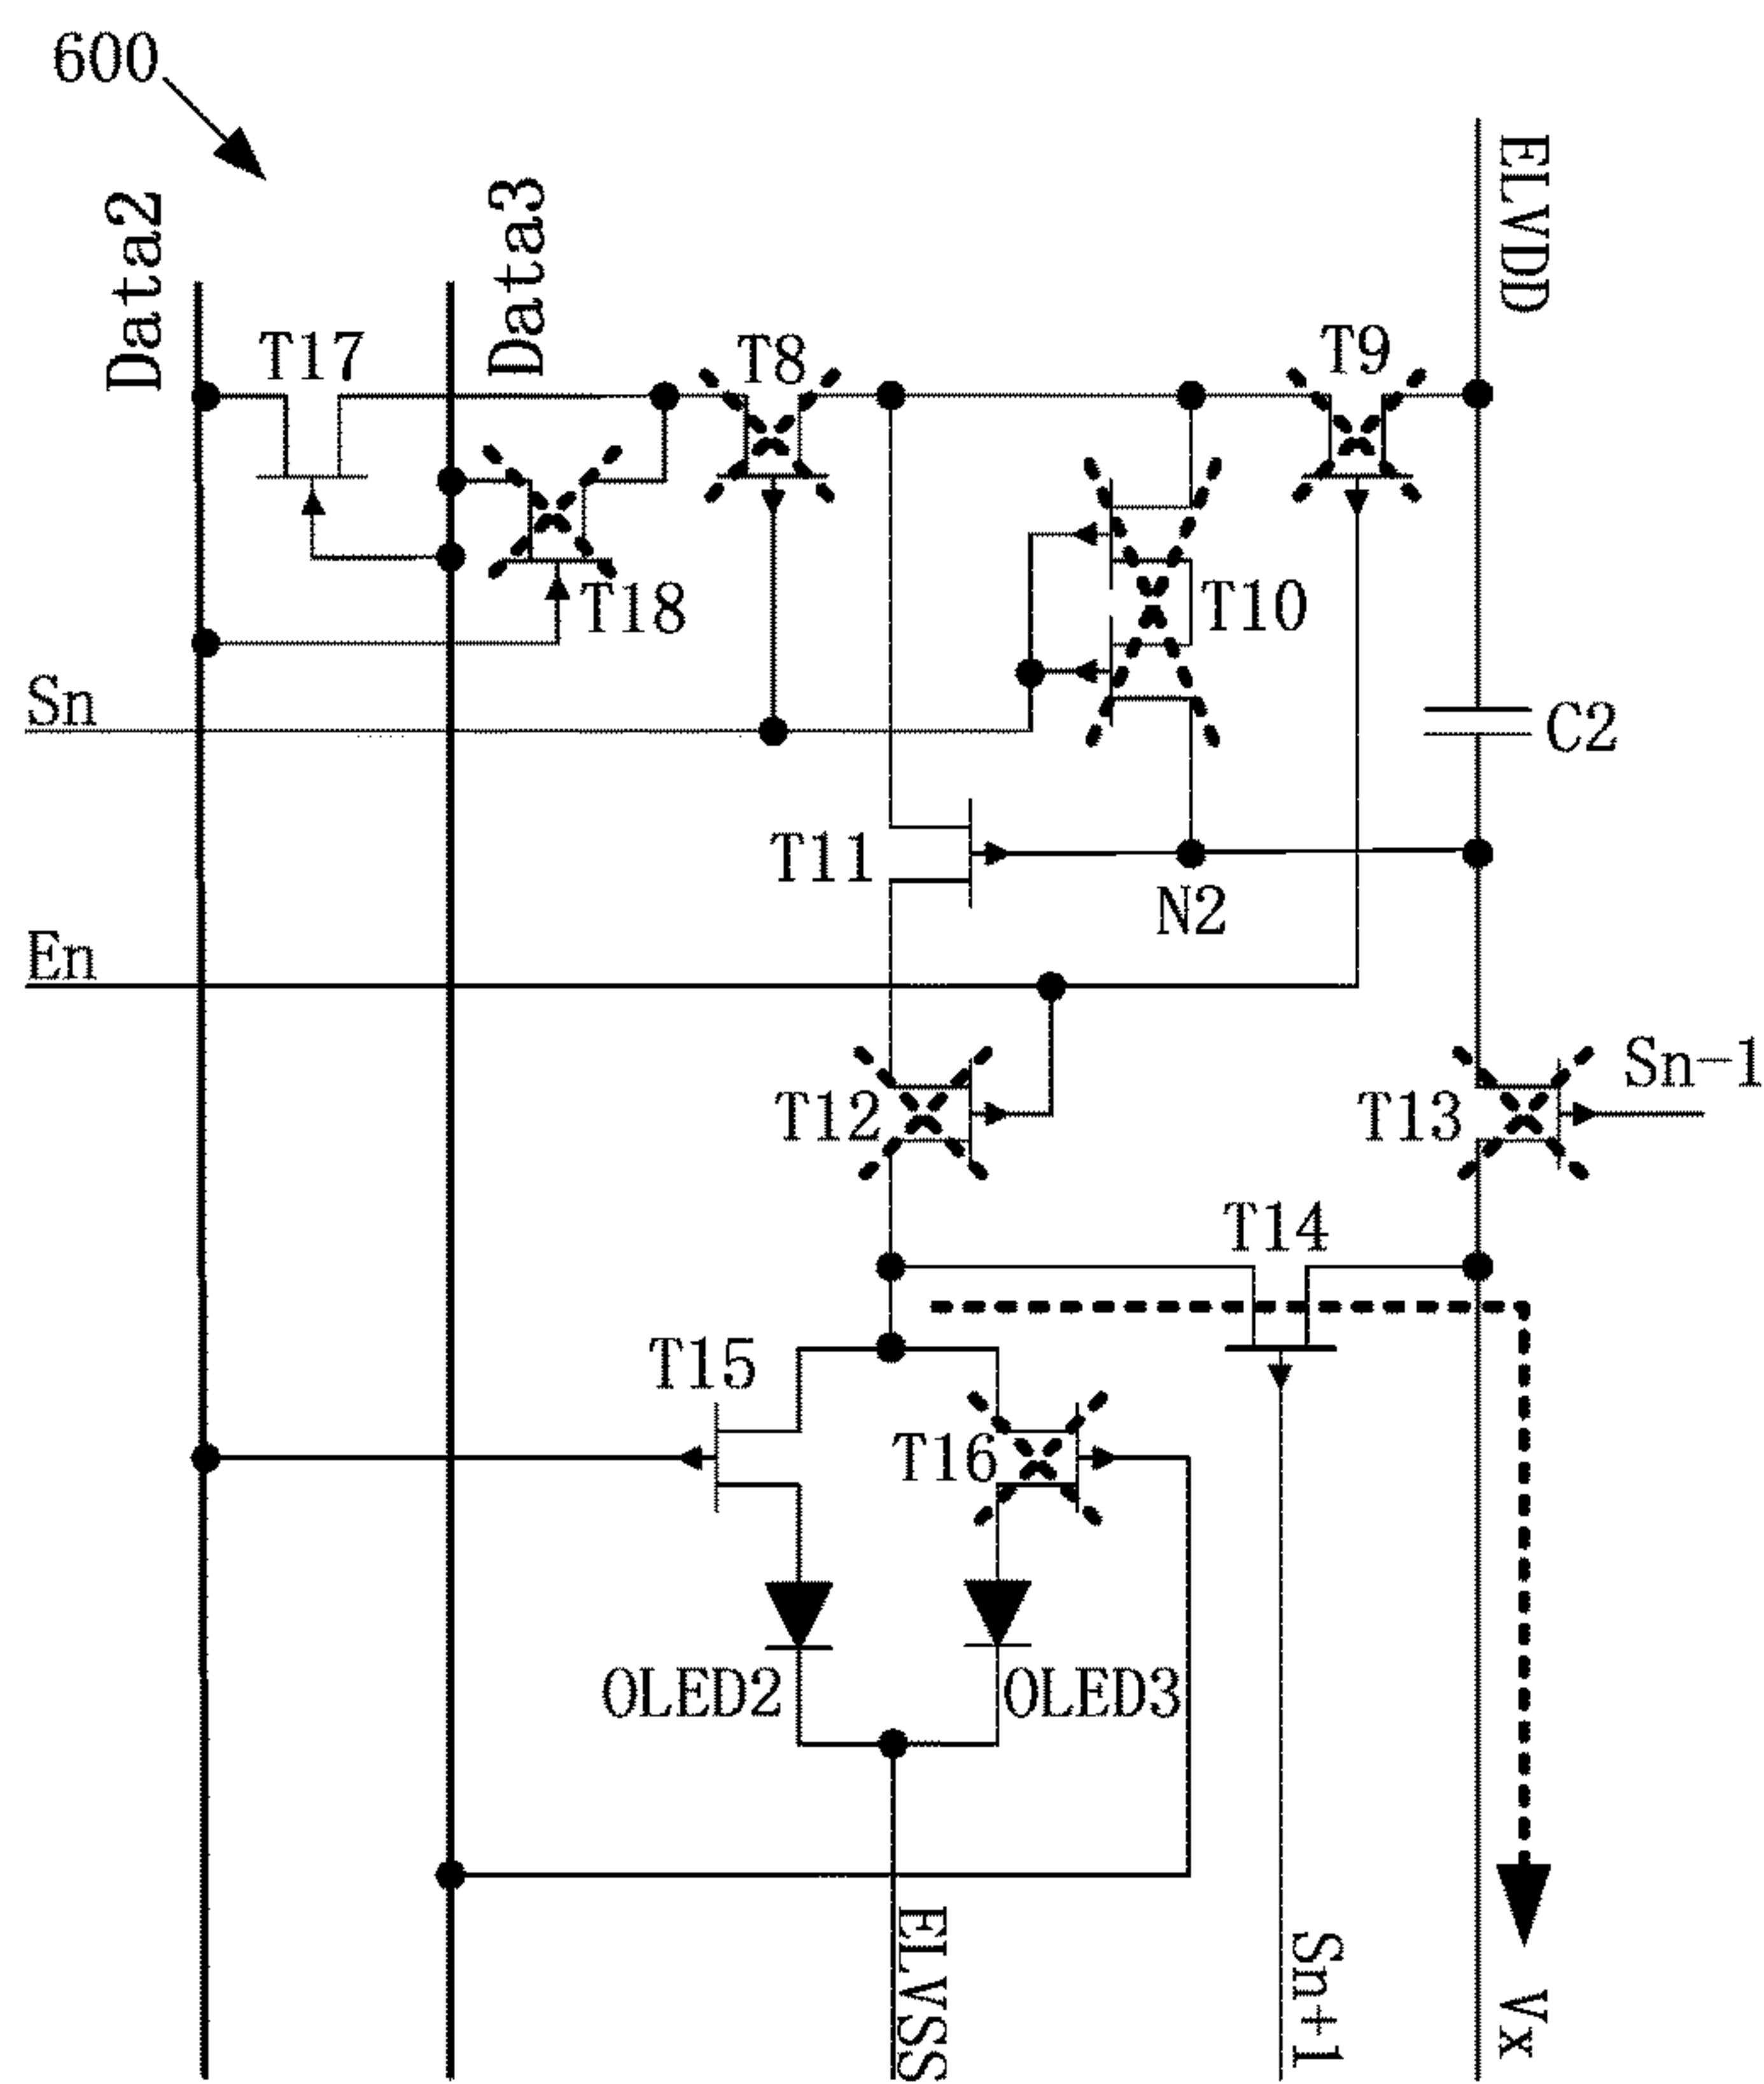 600
Data2
Data3
ELVDD
T17
T8
T9
T18
T10
Sn
C2
T11
N2
En
Sn-1
T12
T13
T14
T15
T16
OLED2
OLED3
ELVSS
Sn+1
Vx